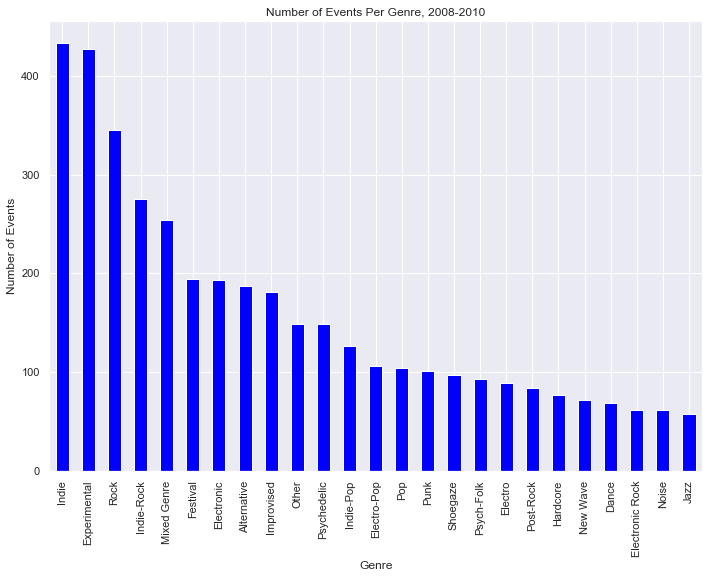 Number of Events Per Genre, 2008-2010
Number of Events
400
300
200
100
0
Indie
Experimental
Rock
Indie-Rock
Mixed Genre
Festival
Electronic
Alternative
Improvised
Other
Psychedelic
Indie-Pop
Electro-Pop
Pop
Punk
Shoegaze
Psych-Folk
Electro
Post-Rock
Hardcore
New Wave
Dance
Electronic Rock
Noise
Jazz
Genre